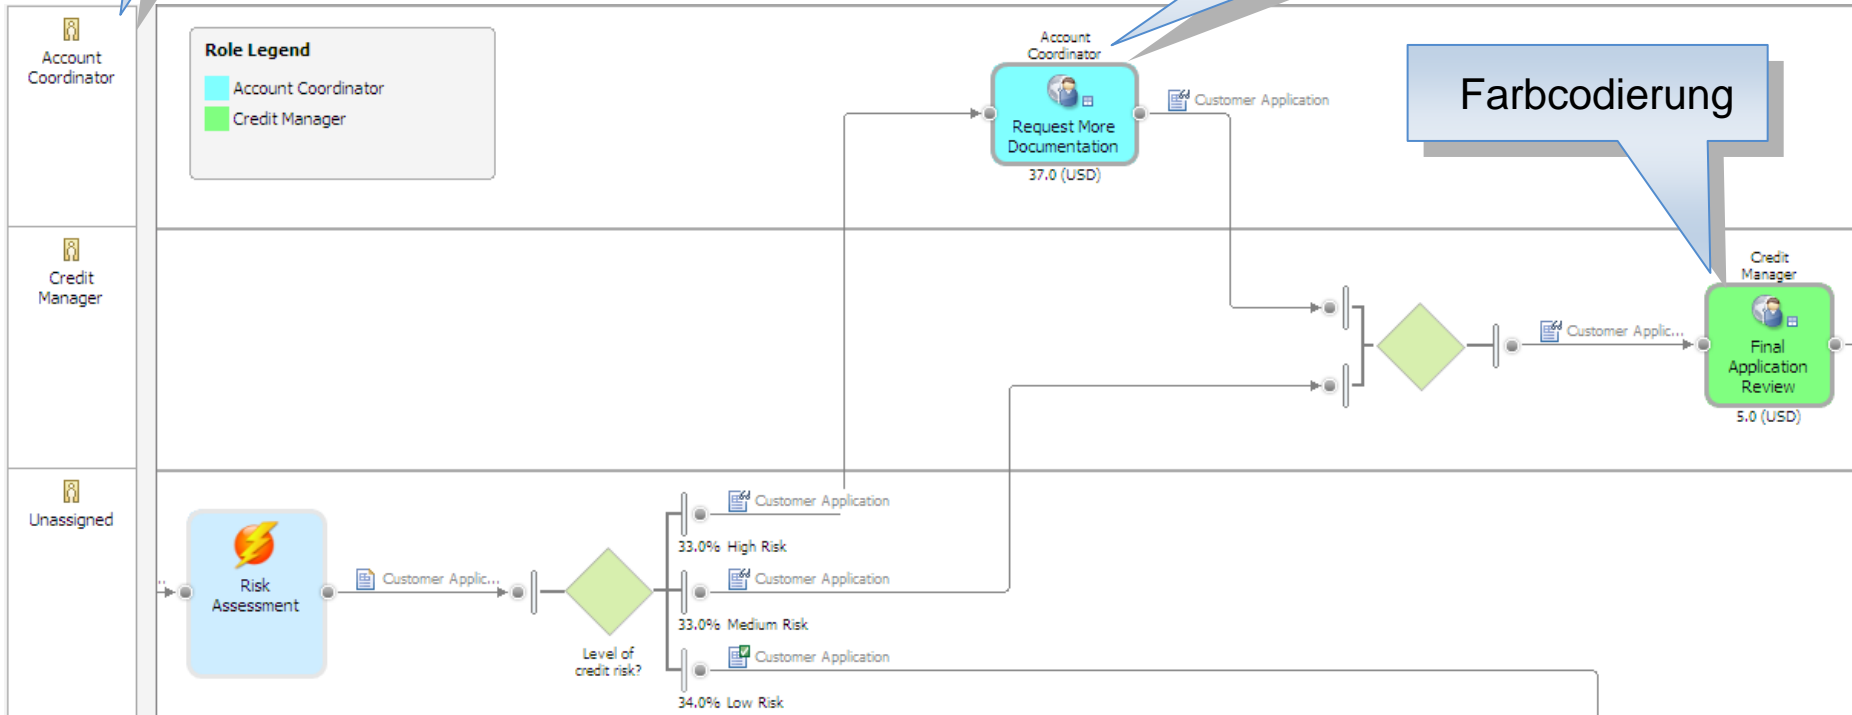 Account
Coordinator
Role Legend
Account Coordinator
Credit Manager
Account
Coordinator
Request More
Documentation
37.0 (USD)
Customer Application
Farbcodierung
Credit
Manager
Credit
Manager
Final
Application
Review
5.0 (USD)
Customer Applic...
Unassigned
Risk
Assessment
Customer Applic...
Level of
credit risk?
Customer Application
33.0% High Risk
Customer Application
33.0% Medium Risk
Customer Application
34.0% Low Risk